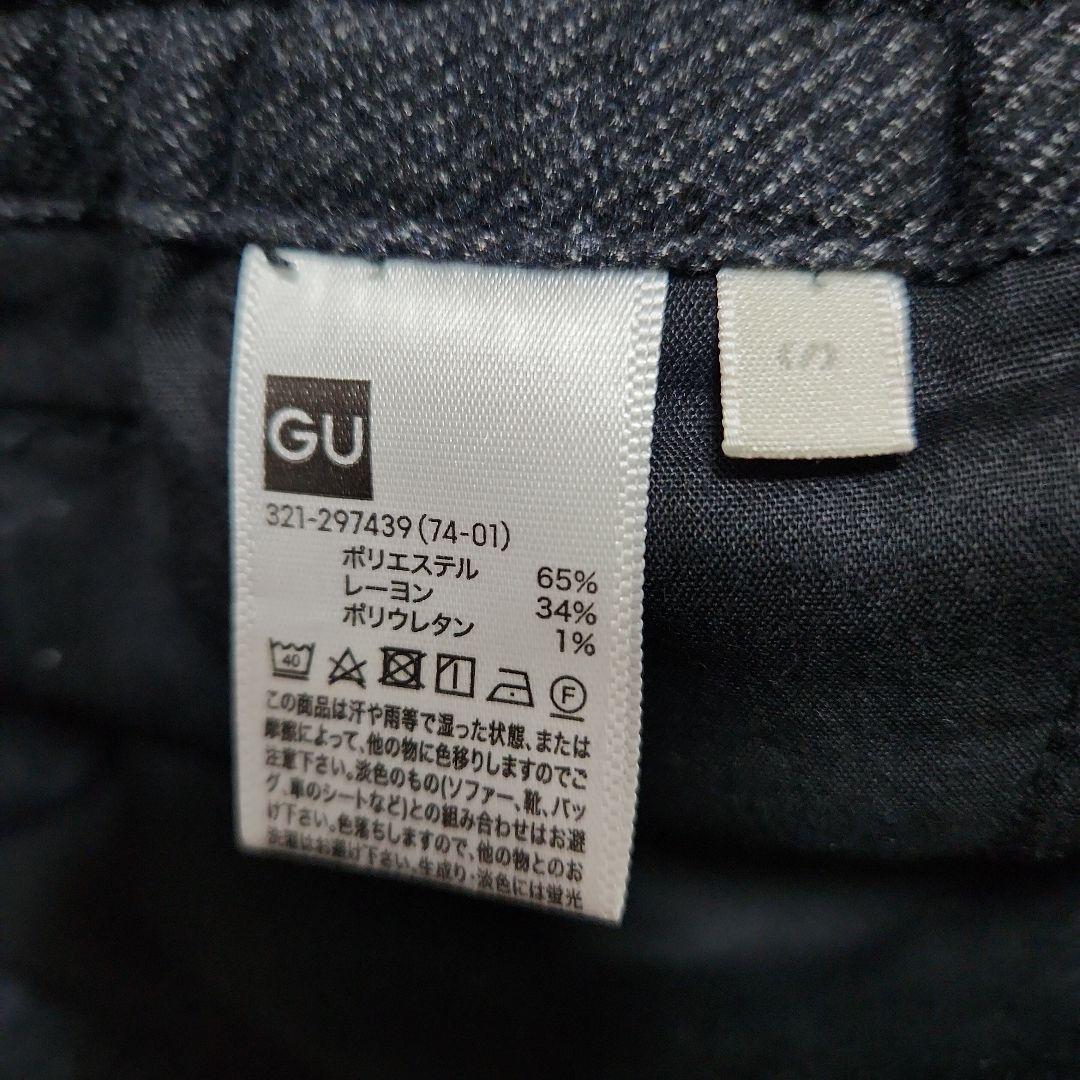 GU
321-297439(74-01)
ポリエステル 65%
レーヨン 34%
ポリウレタン 1%
40
F
この商品は汗や雨等で湿った状態、または
摩擦によって、他の物に色移りしますのでご
注意下さい。淡色のもの(ソファー、靴、バッ
グ、車のシートなど)との組み合わせはお避
け下さい。色落ちしますので、他の物とのお
洗濯はお避け下さい。生成り・淡色には蛍光
S